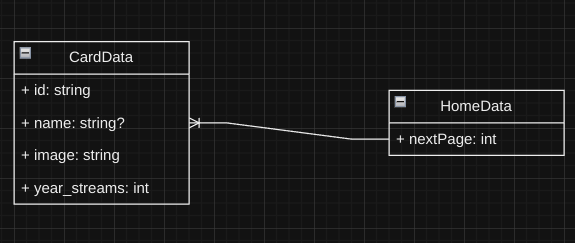 CardData
+ id: string
+ name: string?
+ image: string
+ year_streams: int
HomeData
+ nextPage: int